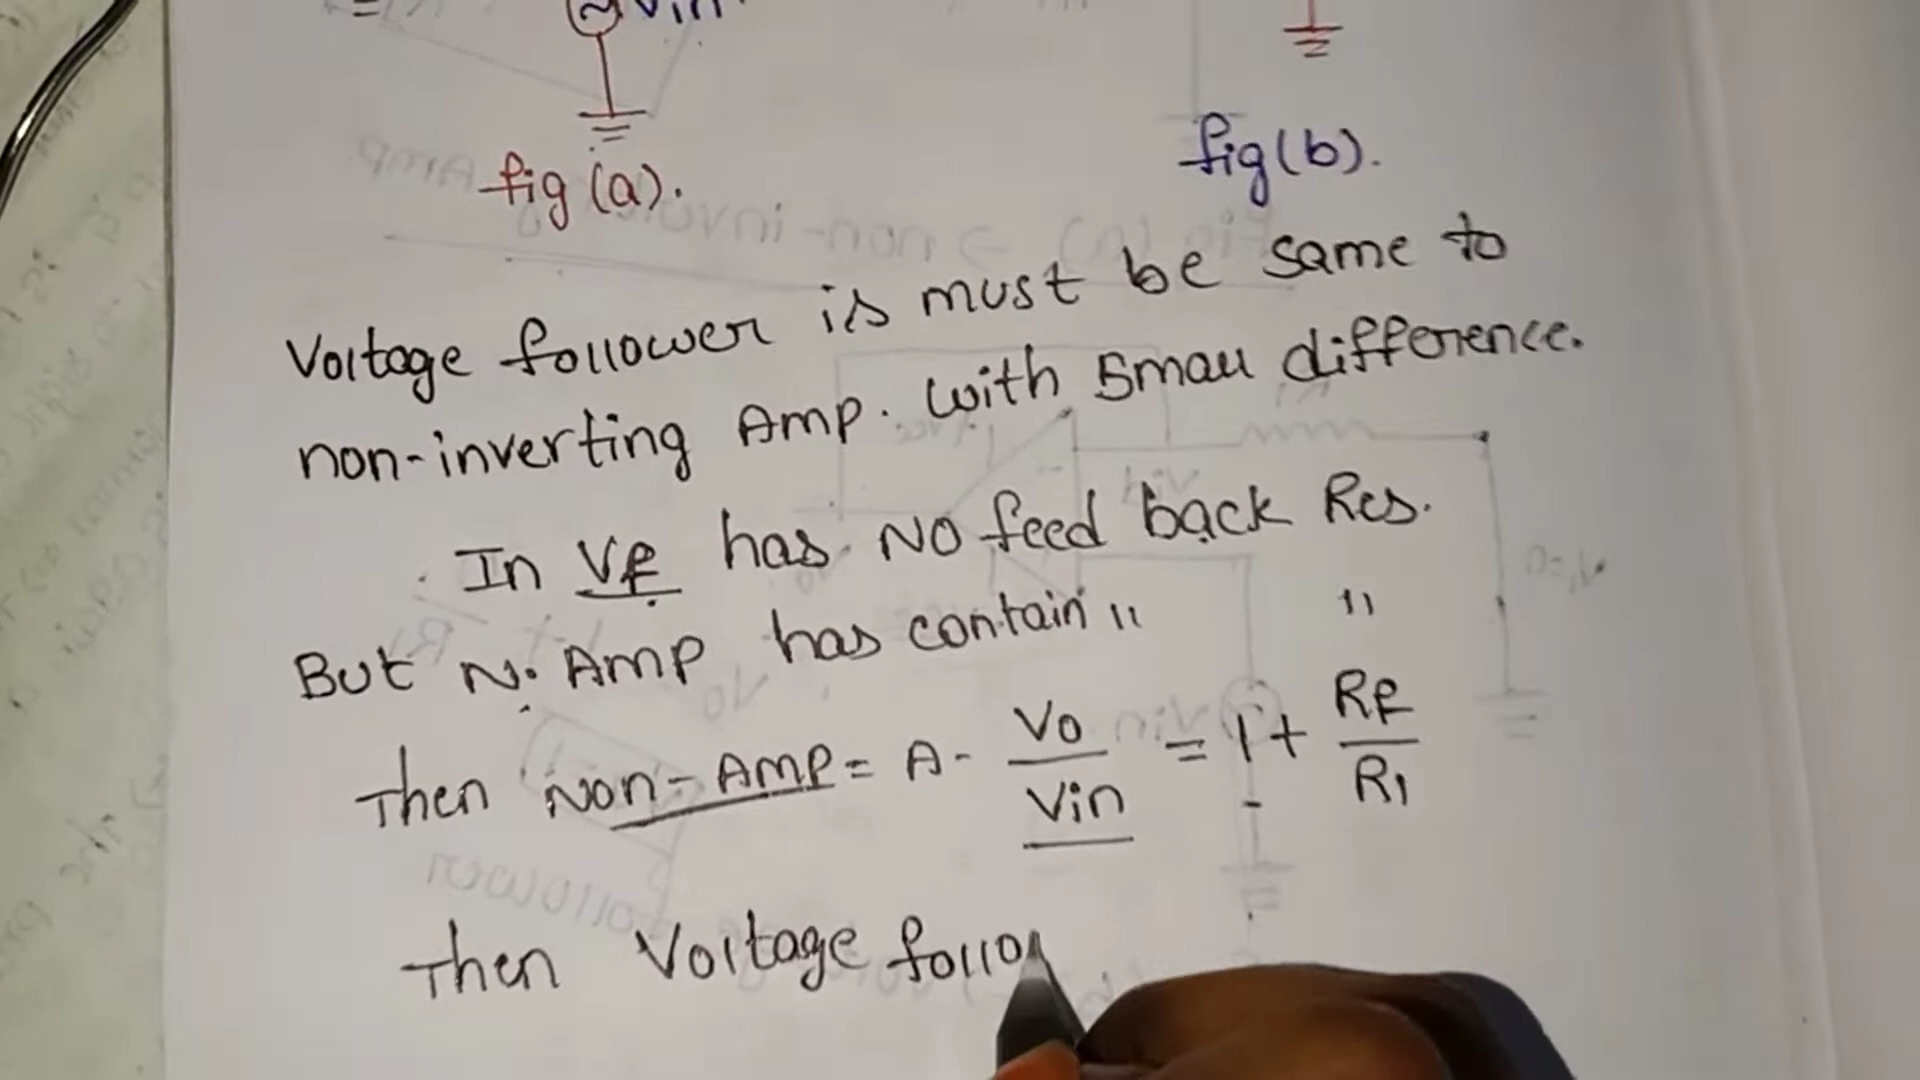 = Vin
fig (a).
fig (b).
Voltage follower is must be same to
non-inverting Amp. with Small difference.
In VF has NO feed back Res.
But N. Amp has contain " "
Then Non-Amp = A - Vo/Vin = 1 + RF/R1
Then Voltage follo